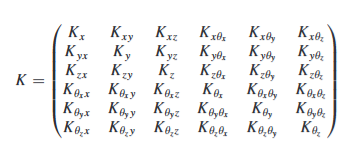 K_x K_{xy} K_{xz} K_{xθ_x} K_{xθ_y} K_{xθ_z}
K_{yx} K_y K_{yz} K_{yθ_x} K_{yθ_y} K_{yθ_z}
K_{zx} K_{zy} K_z K_{zθ_x} K_{zθ_y} K_{zθ_z}
K = K_{θ_x x} K_{θ_x y} K_{θ_x z} K_{θ_x} K_{θ_x θ_y} K_{θ_x θ_z}
K_{θ_y x} K_{θ_y y} K_{θ_y z} K_{θ_y θ_x} K_{θ_y} K_{θ_y θ_z}
K_{θ_z x} K_{θ_z y} K_{θ_z z} K_{θ_z θ_x} K_{θ_z θ_y} K_{θ_z}